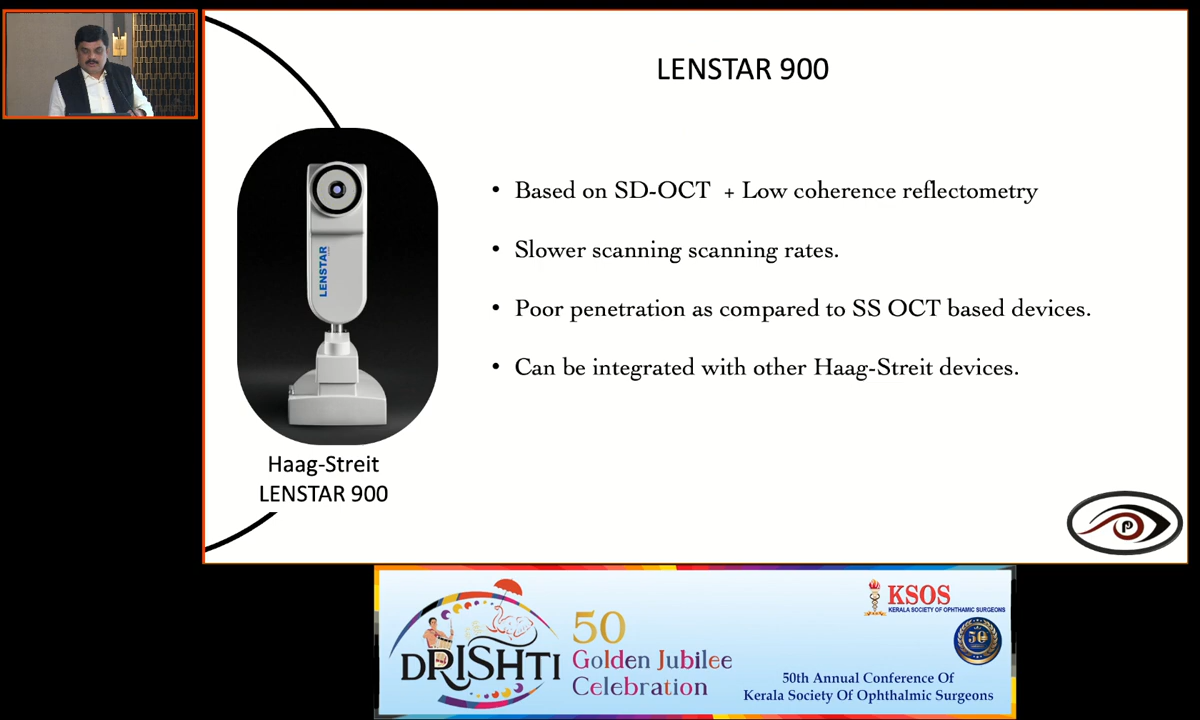 LENSTAR 900
• Based on SD-OCT + Low coherence reflectometry
• Slower scanning scanning rates.
• Poor penetration as compared to SS OCT based devices.
• Can be integrated with other Haag-Streit devices.
LENSTAR
Haag-Streit
LENSTAR 900
P
DRISHTI
50
Golden Jubilee
Celebration
KSOS
KERALA SOCIETY OF OPHTHAMIC SURGEONS
50
50th Annual Conference Of
Kerala Society Of Ophthalmic Surgeons